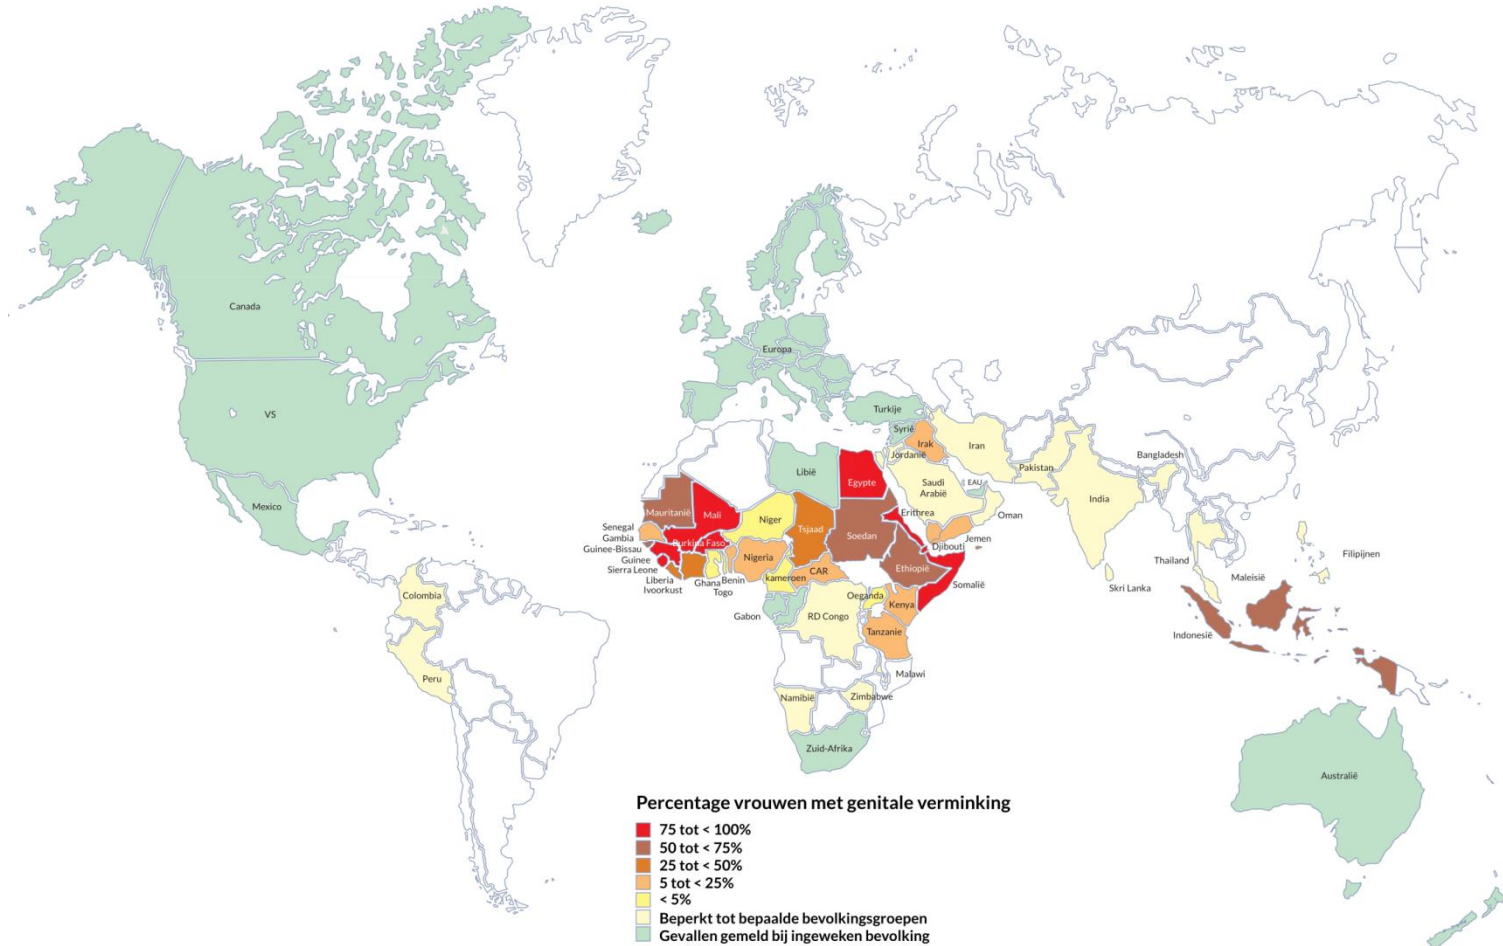 Canada
VS
Mexico
Colombia
Peru
Europa
Turkije
Syrië
Irak
Iran
Jordanië
Pakistan
Bangladesh
Libië
Egypte
Saudi
Arabië
EAU
India
Oman
Mauritanië
Mali
Niger
Tsjaad
Soedan
Erithrea
Jemen
Djibouti
Senegal
Gambia
Guinee-Bissau
Guinee
Sierra Leone
Liberia
Ivoorkust
Burkina Faso
Ghana
Togo
Benin
Nigeria
kameroen
CAR
Ethiopië
Somalië
Gabon
RD Congo
Oeganda
Kenya
Tanzanie
Malawi
Namibië
Zimbabwe
Zuid-Afrika
Thailand
Filipijnen
Skri Lanka
Maleisië
Indonesië
Australië
Percentage vrouwen met genitale verminking
75 tot < 100%
50 tot < 75%
25 tot < 50%
5 tot < 25%
< 5%
Beperkt tot bepaalde bevolkingsgroepen
Gevallen gemeld bij ingeweken bevolking